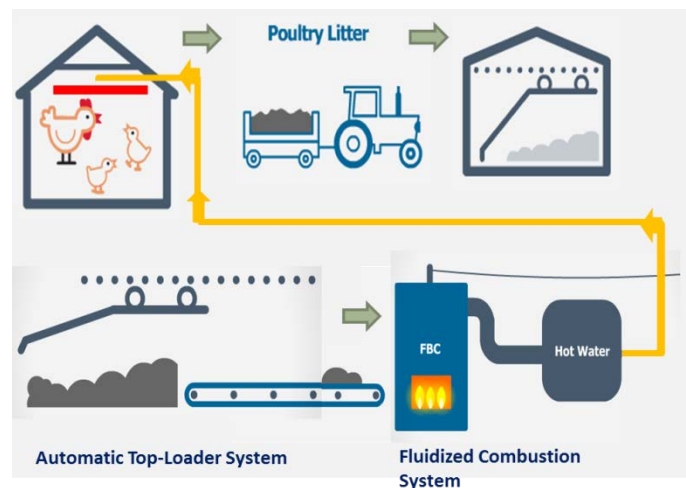 Poultry Litter
FBC
Hot Water
Automatic Top-Loader System
Fluidized Combustion
System